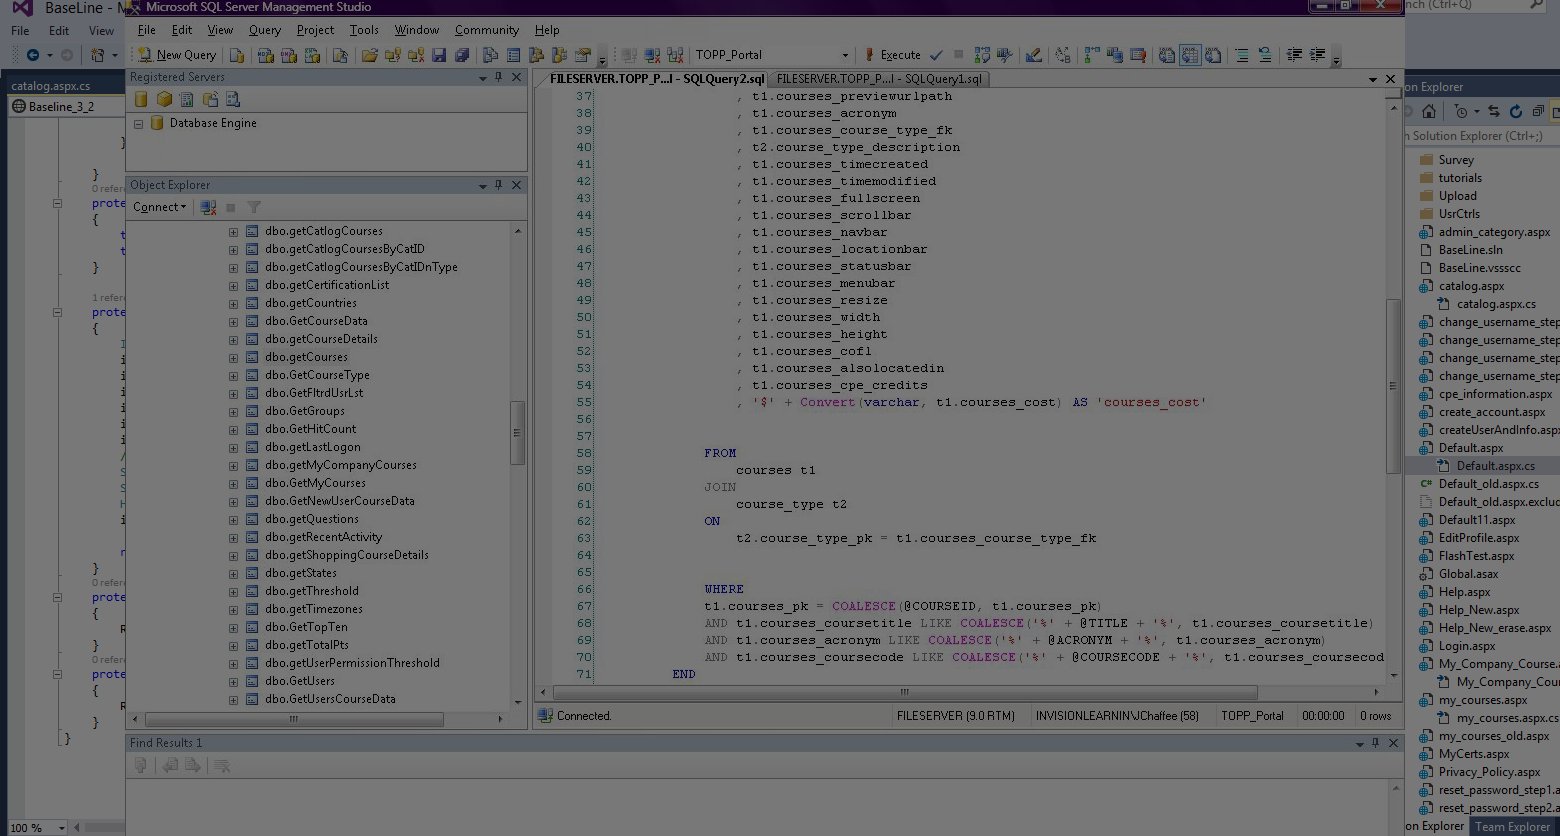 BaseLine - M
Microsoft SQL Server Management Studio
nch (Ctrl+Q)
File Edit View
File Edit View Query Project Tools Window Community Help
New Query
TOPP_Portal
Execute
catalog.aspx.cs
Baseline_3_2
}
}
0 refere
prote
{
t
t
}
1 refere
prote
{
I
i
i
i
i
i
i
/
S
S
H
i
n
}
0 refere
prote
{
R
}
0 refere
prote
{
R
}
}
100 %
Registered Servers
Database Engine
Object Explorer
Connect
dbo.getCatlogCourses
dbo.getCatlogCoursesByCatID
dbo.getCatlogCoursesByCatIDnType
dbo.getCertificationList
dbo.getCountries
dbo.GetCourseData
dbo.getCourseDetails
dbo.getCourses
dbo.GetCourseType
dbo.GetFltrdUsrLst
dbo.GetGroups
dbo.GetHitCount
dbo.getLastLogon
dbo.getMyCompanyCourses
dbo.GetMyCourses
dbo.GetNewUserCourseData
dbo.getQuestions
dbo.getRecentActivity
dbo.getShoppingCourseDetails
dbo.getStates
dbo.getThreshold
dbo.getTimezones
dbo.GetTopTen
dbo.getTotalPts
dbo.getUserPermissionThreshold
dbo.GetUsers
dbo.GetUsersCourseData
FILESERVER.TOPP_P...l - SQLQuery2.sql FILESERVER.TOPP_P...l - SQLQuery1.sql
37 , t1.courses_previewurlpath
38 , t1.courses_acronym
39 , t1.courses_course_type_fk
40 , t2.course_type_description
41 , t1.courses_timecreated
42 , t1.courses_timemodified
43 , t1.courses_fullscreen
44 , t1.courses_scrollbar
45 , t1.courses_navbar
46 , t1.courses_locationbar
47 , t1.courses_statusbar
48 , t1.courses_menubar
49 , t1.courses_resize
50 , t1.courses_width
51 , t1.courses_height
52 , t1.courses_cofl
53 , t1.courses_alsolocatedin
54 , t1.courses_cpe_credits
55 , '$' + Convert(varchar, t1.courses_cost) AS 'courses_cost'
56
57
58 FROM
59 courses t1
60 JOIN
61 course_type t2
62 ON
63 t2.course_type_pk = t1.courses_course_type_fk
64
65
66 WHERE
67 t1.courses_pk = COALESCE(@COURSEID, t1.courses_pk)
68 AND t1.courses_coursetitle LIKE COALESCE('%' + @TITLE + '%', t1.courses_coursetitle)
69 AND t1.courses_acronym LIKE COALESCE('%' + @ACRONYM + '%', t1.courses_acronym)
70 AND t1.courses_coursecode LIKE COALESCE('%' + @COURSECODE + '%', t1.courses_coursecod
71 END
Connected. FILESERVER (9.0 RTM) INVISIONLEARNIN\JChaffee (58) TOPP_Portal 00:00:00 0 rows
Find Results 1
on Explorer
h Solution Explorer (Ctrl+;)
Survey
tutorials
Upload
UsrCtrls
admin_category.aspx
BaseLine.sln
BaseLine.vssscc
catalog.aspx
catalog.aspx.cs
change_username_step
change_username_step
change_username_step
change_username_step
cpe_information.aspx
create_account.aspx
createUserAndInfo.aspx
Default.aspx
Default.aspx.cs
Default_old.aspx.cs
Default_old.aspx.exclud
Default11.aspx
EditProfile.aspx
FlashTest.aspx
Global.asax
Help.aspx
Help_New.aspx
Help_New_erase.aspx
Login.aspx
My_Company_Course.a
My_Company_Cour
my_courses.aspx
my_courses.aspx.cs
my_courses_old.aspx
MyCerts.aspx
Privacy_Policy.aspx
reset_password_step1.a
reset_password_step2.a
on Explorer Team Explorer